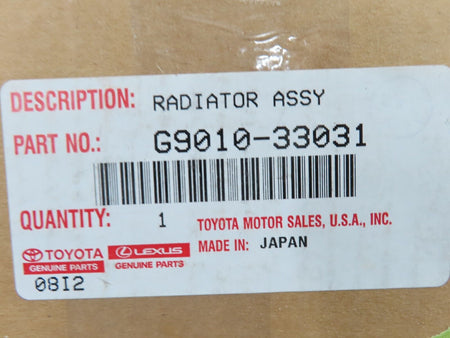 DESCRIPTION: RADIATOR ASSY
PART NO.: G9010-33031
QUANTITY: 1 TOYOTA MOTOR SALES, U.S.A., INC.
MADE IN: JAPAN
TOYOTA LEXUS
GENUINE PARTS GENUINE PARTS
08I2